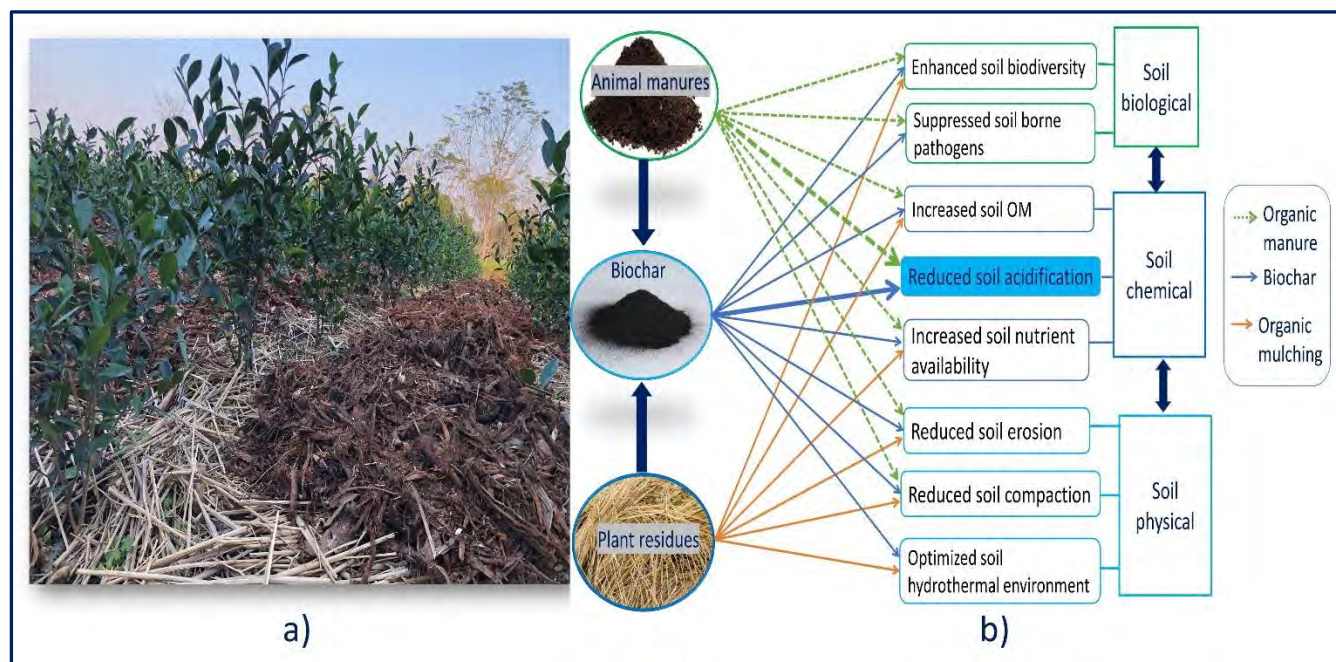 Animal manures
Biochar
Plant residues
Enhanced soil biodiversity
Suppressed soil borne
pathogens
Increased soil OM
Reduced soil acidification
Increased soil nutrient
availability
Reduced soil erosion
Reduced soil compaction
Optimized soil
hydrothermal environment
Soil
biological
Soil
chemical
Soil
physical
Organic
manure
Biochar
Organic
mulching
a)
b)